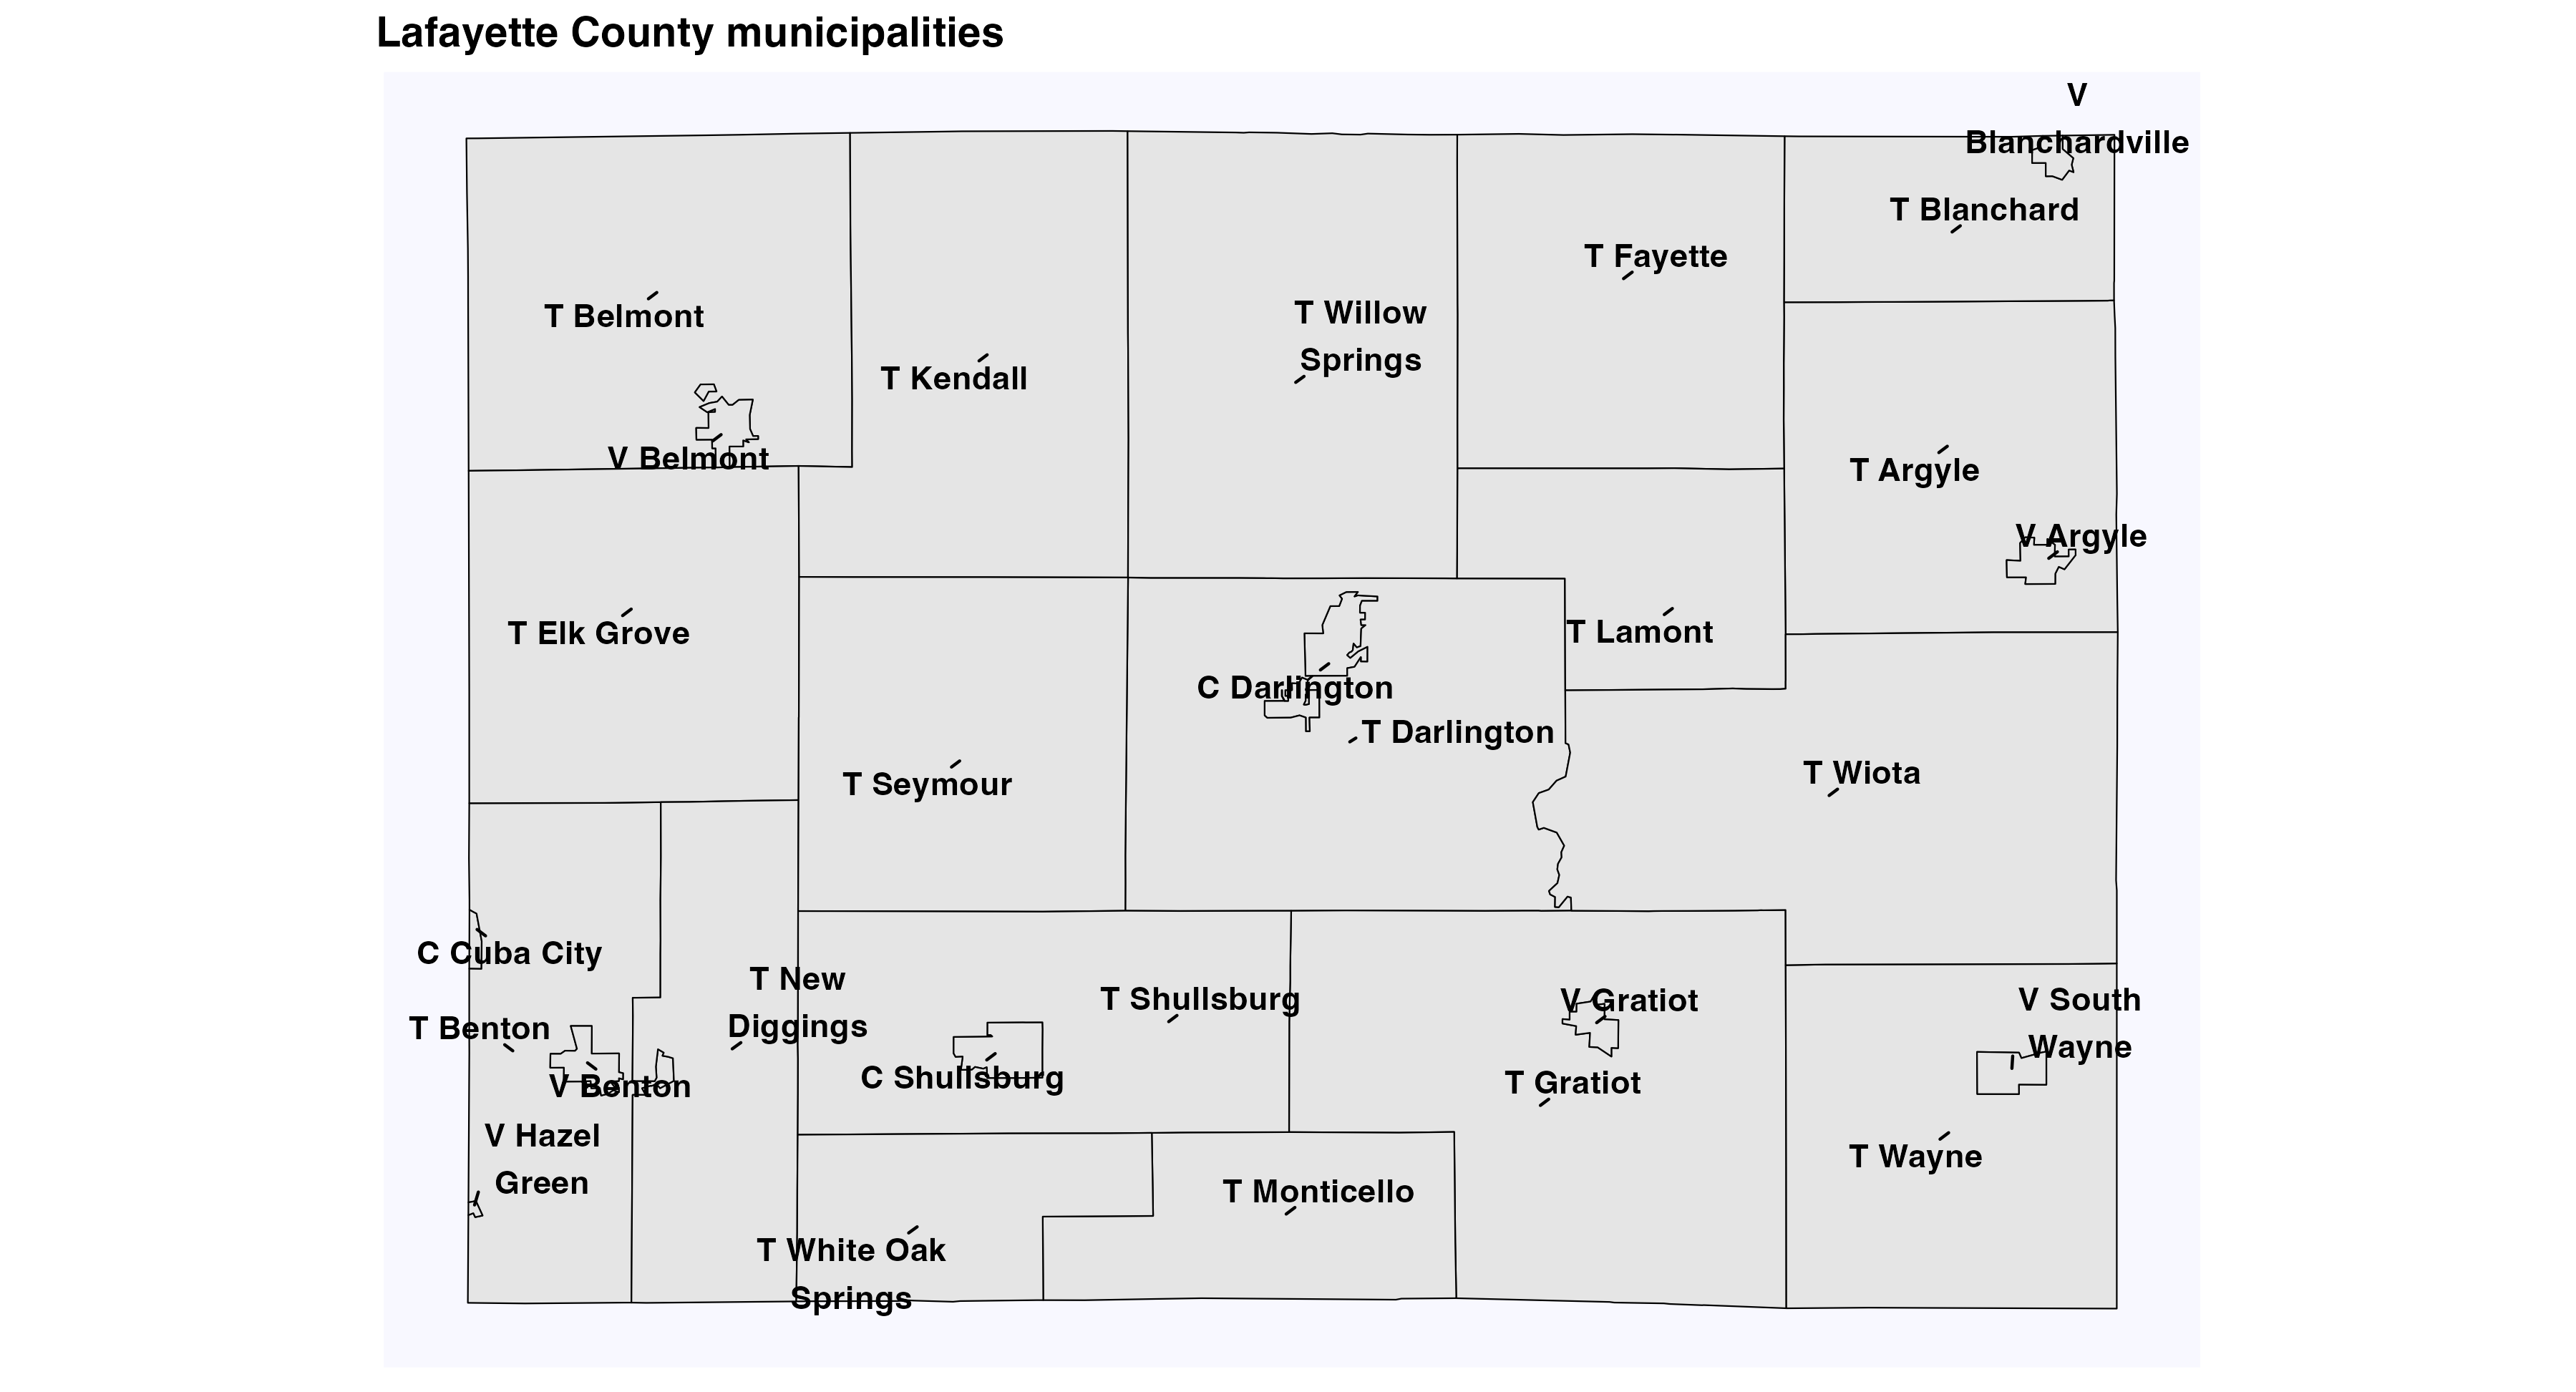 Lafayette County municipalities
V
Blanchardville
T Blanchard
T Fayette
T Willow
Springs
T Belmont
T Kendall
V Belmont
T Argyle
V Argyle
T Elk Grove
T Lamont
C Darlington
T Darlington
T Seymour
T Wiota
C Cuba City
T New
Diggings
T Shullsburg
V Gratiot
V South
Wayne
T Benton
V Benton
C Shullsburg
T Gratiot
V Hazel
Green
T Wayne
T Monticello
T White Oak
Springs